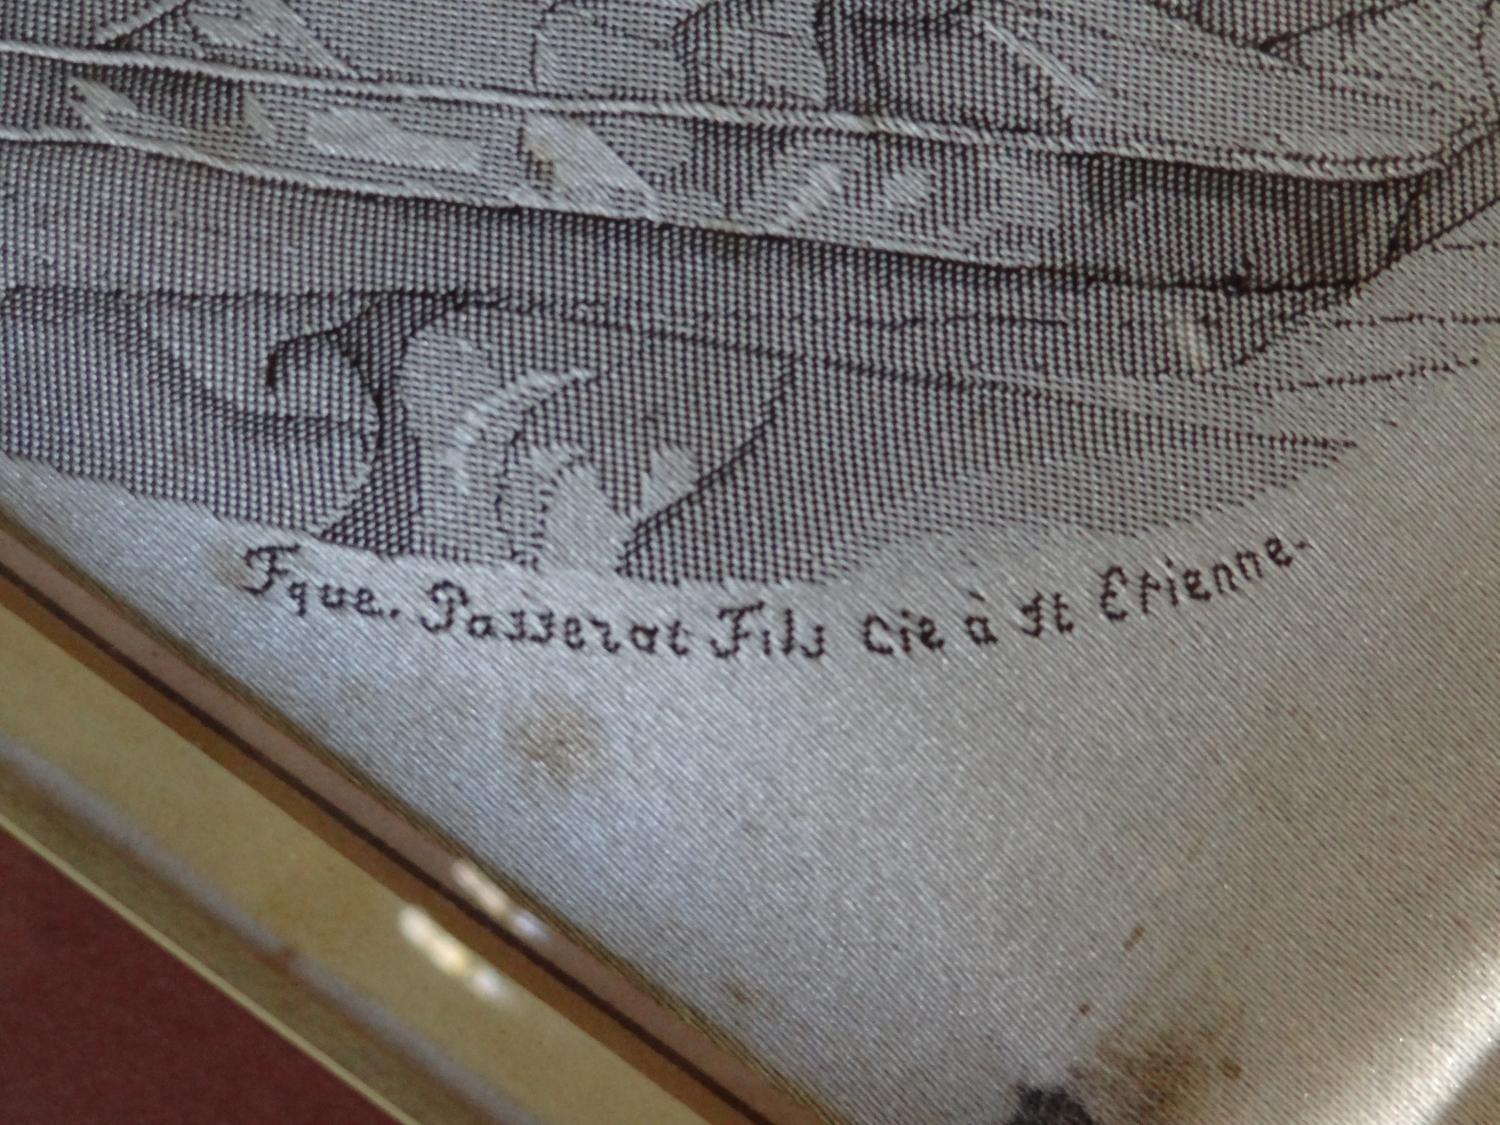 Fque. Passerat Fils Cie à St Etienne.